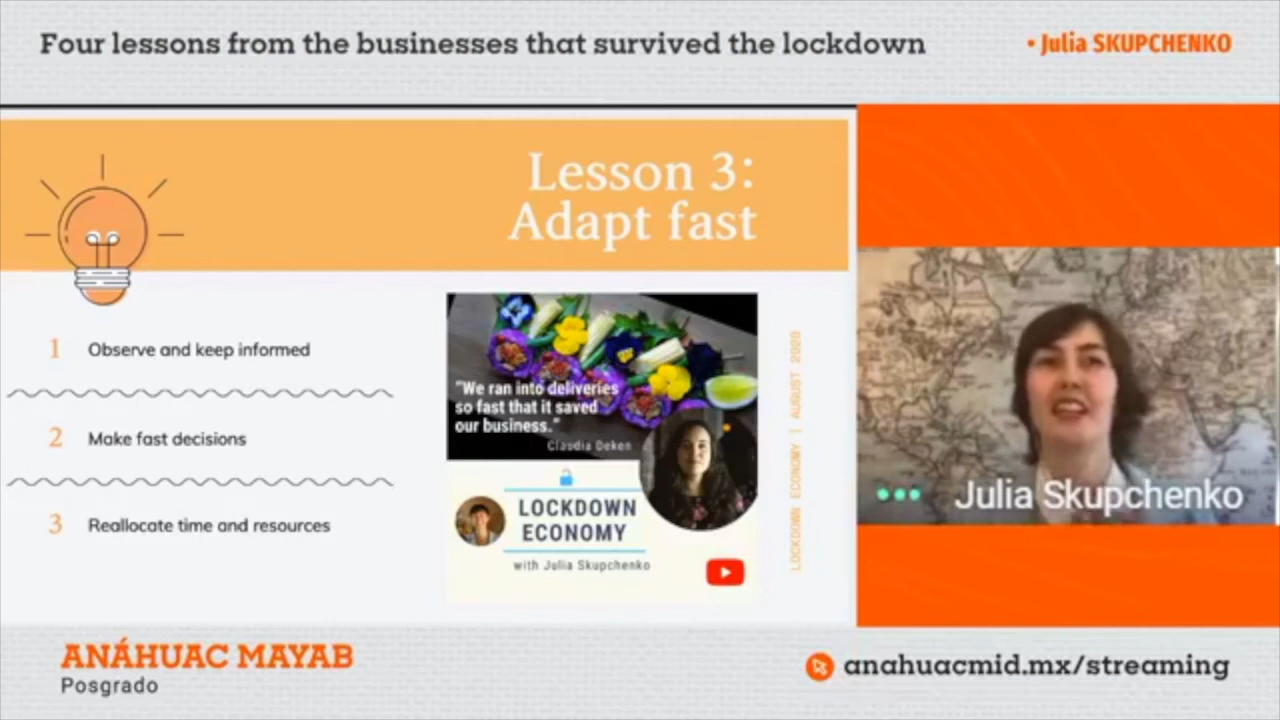 Four lessons from the businesses that survived the lockdown
• Julia SKUPCHENKO
Lesson 3:
Adapt fast
1 Observe and keep informed
2 Make fast decisions
3 Reallocate time and resources
"We ran into deliveries
so fast that it saved
our business."
Claudia Deken
LOCKDOWN
ECONOMY
with Julia Skupchenko
LOCKDOWN ECONOMY | AUGUST 2020
Julia Skupchenko
ANÁHUAC MAYAB
Posgrado
anahuacmid.mx/streaming